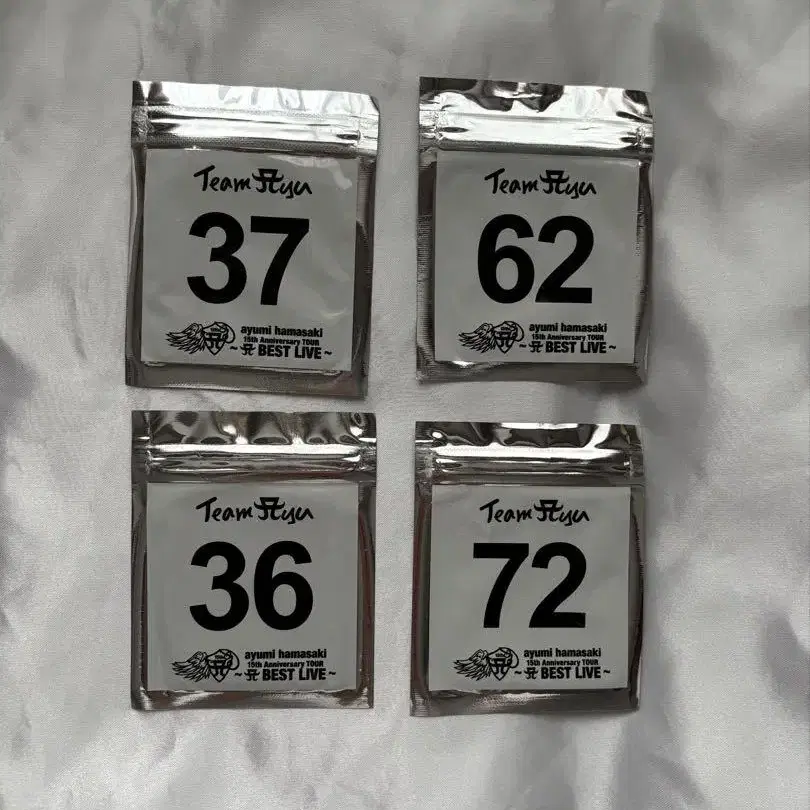 Team Ayu
37
ayumi hamasaki
15th Anniversary TOUR
~ A BEST LIVE ~
Team Ayu
62
ayumi hamasaki
15th Anniversary TOUR
~ A BEST LIVE ~
Team Ayu
36
ayumi hamasaki
15th Anniversary TOUR
~ A BEST LIVE ~
Team Ayu
72
ayumi hamasaki
15th Anniversary TOUR
~ A BEST LIVE ~